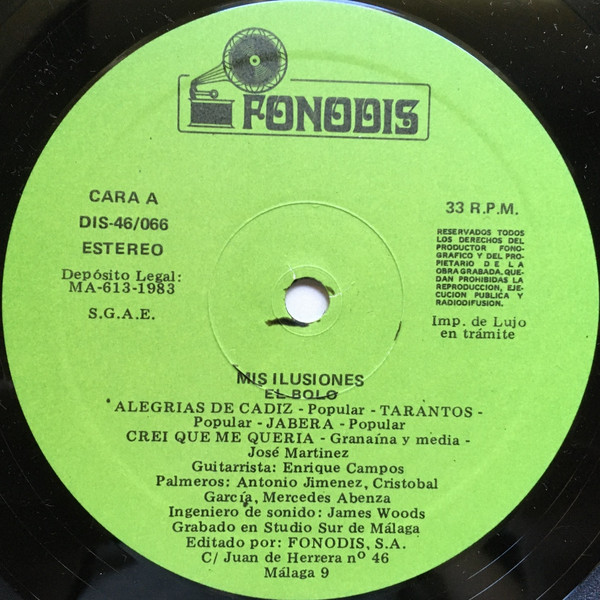 FONODIS
CARA A
DIS-46/066
ESTEREO
Depósito Legal:
MA-613-1983
S.G.A.E.
33 R.P.M.
RESERVADOS TODOS
LOS DERECHOS DEL
PRODUCTOR FONO-
GRAFICO Y DEL PRO-
PIETARIO DE LA
OBRA GRABADA, QUE-
DAN PROHIBIDAS LA
REPRODUCCION, EJE-
CUCION PUBLICA Y
RADIODIFUSION.
Imp. de Lujo
en trámite
MIS ILUSIONES
EL BOLO
ALEGRIAS DE CADIZ - Popular - TARANTOS -
Popular - JABERA - Popular
CREI QUE ME QUERIA - Granaína y media -
José Martinez
Guitarrista: Enrique Campos
Palmeros: Antonio Jimenez, Cristobal
García, Mercedes Abenza
Ingeniero de sonido: James Woods
Grabado en Studio Sur de Málaga
Editado por: FONODIS, S.A.
C/ Juan de Herrera nº 46
Málaga 9